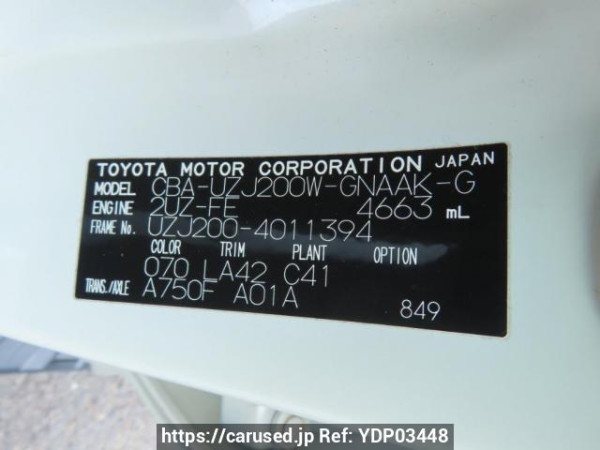 TOYOTA MOTOR CORPORATION JAPAN
MODEL CBA-UZJ200W-GNAAK-G
ENGINE 2UZ-FE 4663 mL
FRAME No. UZJ200-4011394
COLOR TRIM PLANT OPTION
070 LA42 C41
TRANS./AXLE A750F A01A
849
https://carused.jp Ref: YDP03448